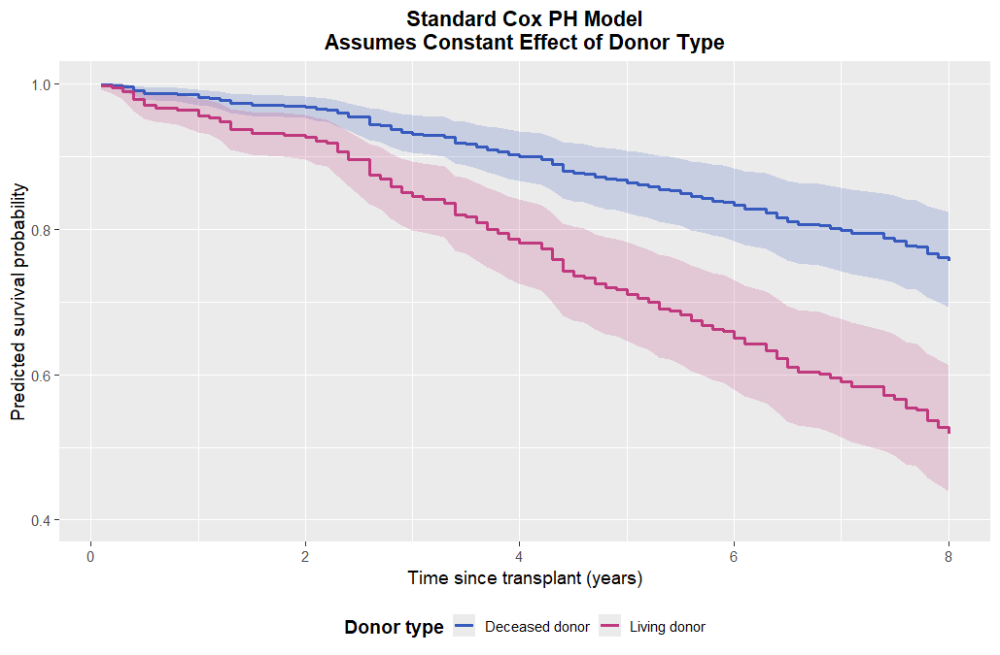 Standard Cox PH Model
Assumes Constant Effect of Donor Type
Predicted survival probability
1.0
0.8
0.6
0.4
0 2 4 6 8
Time since transplant (years)
Donor type Deceased donor Living donor